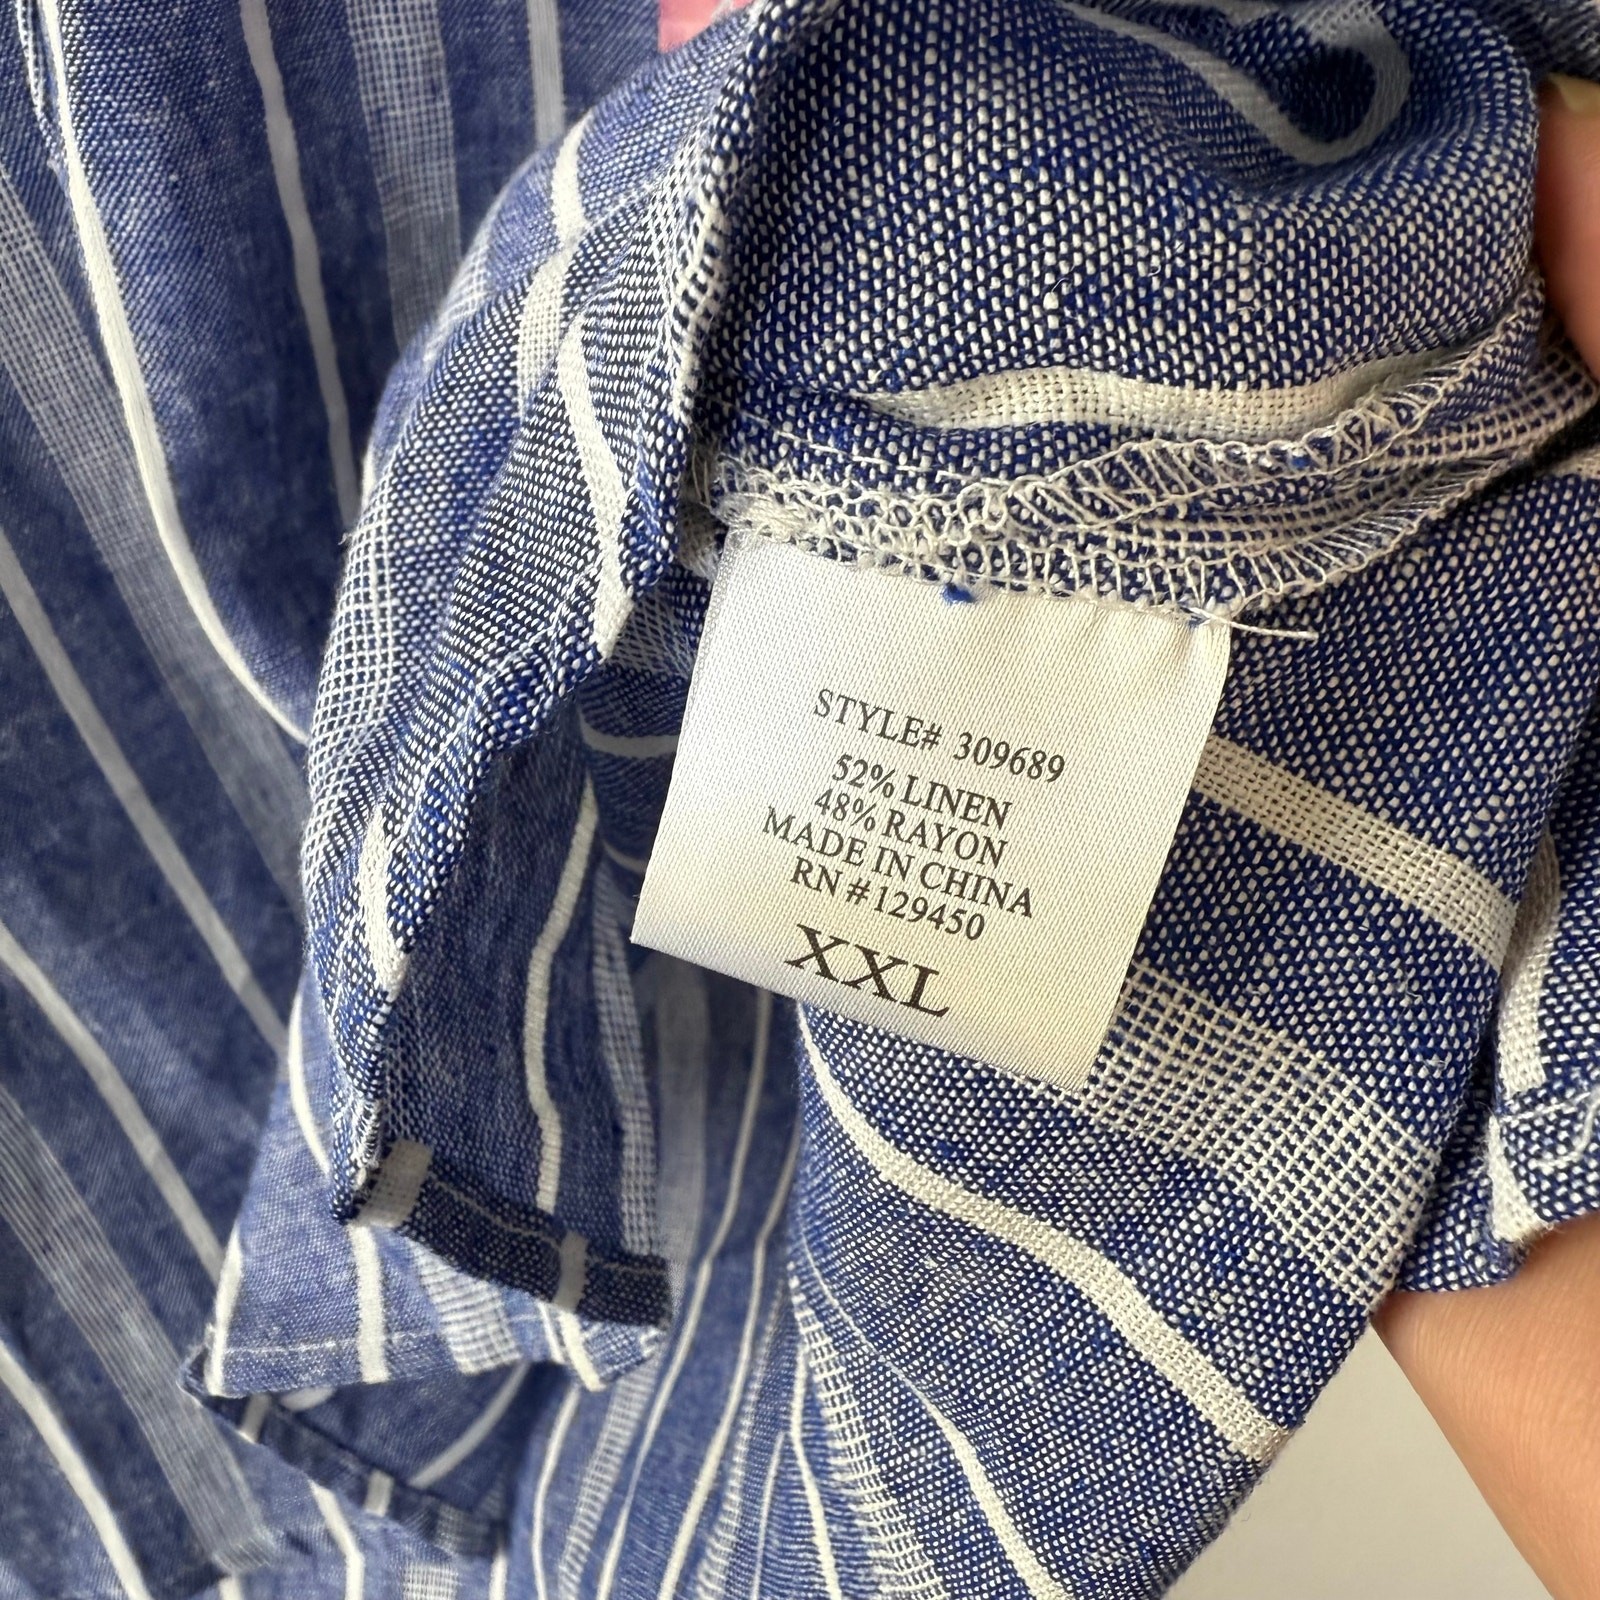 STYLE# 309689
52% LINEN
48% RAYON
MADE IN CHINA
RN #129450
XXL